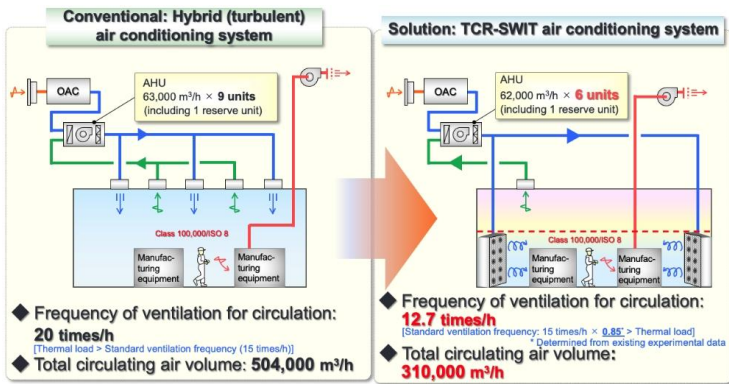 Conventional: Hybrid (turbulent)
air conditioning system
OAC
AHU
63,000 m³/h × 9 units
(including 1 reserve unit)
Class 100,000/ISO 8
Manufac-
turing
equipment
Manufac-
turing
equipment
◆ Frequency of ventilation for circulation:
20 times/h
[Thermal load > Standard ventilation frequency (15 times/h)]
◆ Total circulating air volume: 504,000 m³/h
Solution: TCR-SWIT air conditioning system
OAC
AHU
62,000 m³/h × 6 units
(including 1 reserve unit)
Class 100,000/ISO 8
Manufac-
turing
equipment
Manufac-
turing
equipment
◆ Frequency of ventilation for circulation:
12.7 times/h
[Standard ventilation frequency: 15 times/h × 0.85* > Thermal load]
* Determined from existing experimental data
◆ Total circulating air volume:
310,000 m³/h